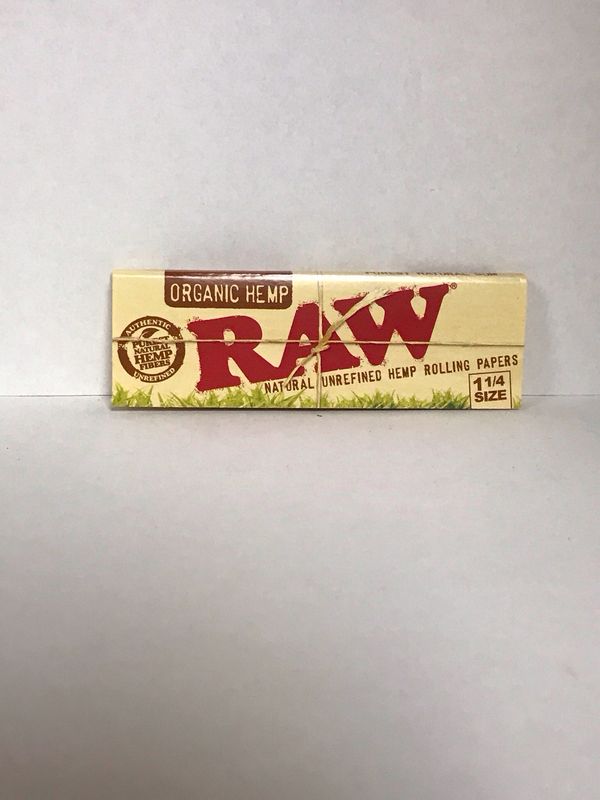 ORGANIC HEMP
RAW®
AUTHENTIC
PUREST
NATURAL
HEMP
FIBERS
UNREFINED
NATURAL UNREFINED HEMP ROLLING PAPERS
1 1/4
SIZE